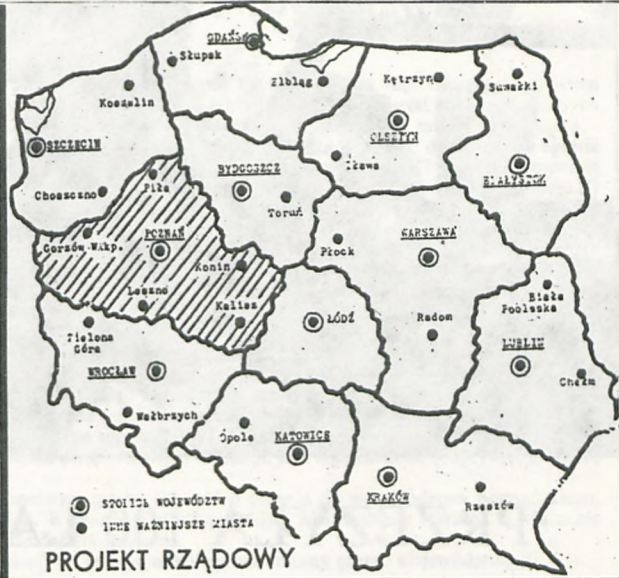 GDAŃSK
Słupsk
Elbląg
Kętrzyn
Suwałki
Koszalin
OLSZTYN
SZCZECIN
BYDGOSZCZ
Iława
BIAŁYSTOK
Choszczno
Piła
Toruń
Gorzów Wlkp.
POZNAŃ
Płock
WARSZAWA
Konin
Leszno
Kalisz
ŁÓDŹ
Biała
Podlaska
Zielona
Góra
Radom
LUBLIN
WROCŁAW
Chełm
Wałbrzych
Opole
KATOWICE
KRAKÓW
Rzeszów
STOLICA WOJEWÓDZTW
INNE WAŻNIEJSZE MIASTA
PROJEKT RZĄDOWY